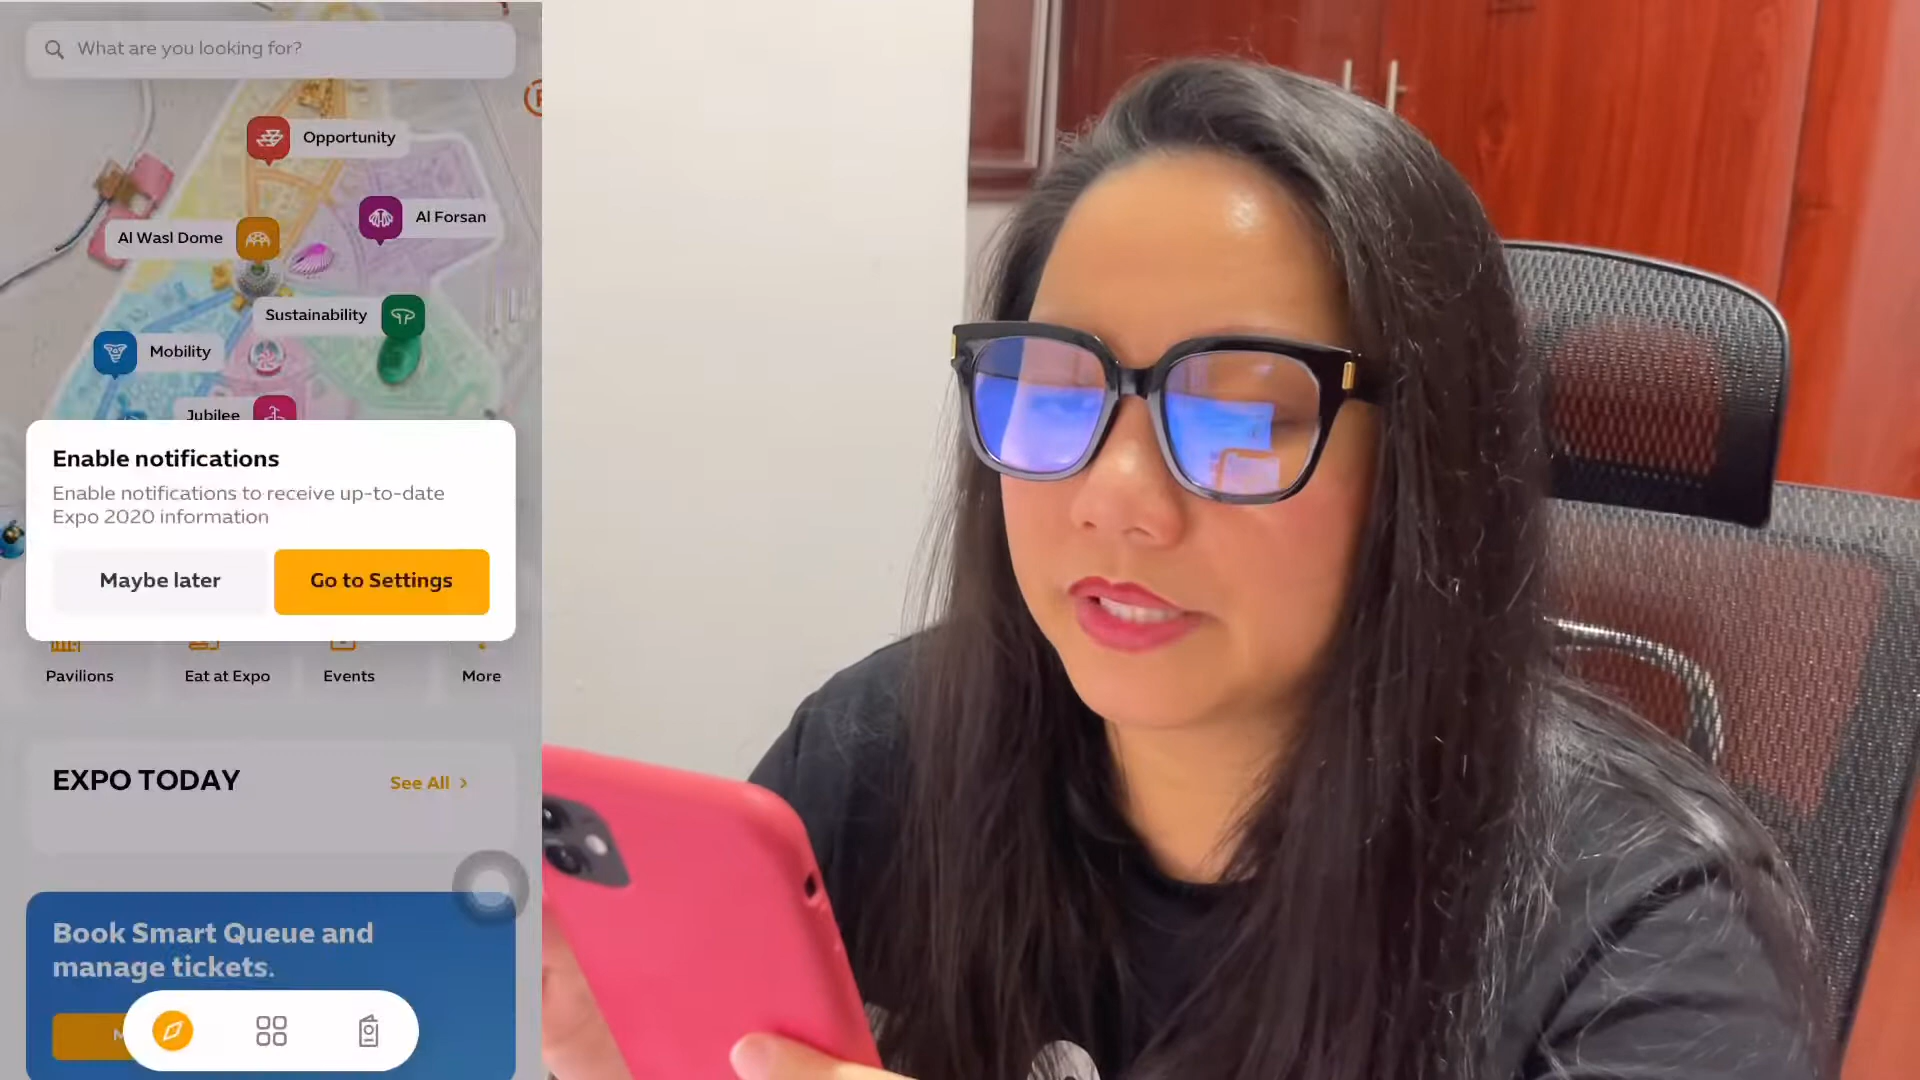 What are you looking for?
Opportunity
Al Forsan
Al Wasl Dome
Sustainability
Mobility
Jubilee
Enable notifications
Enable notifications to receive up-to-date
Expo 2020 information
Maybe later
Go to Settings
Pavilions
Eat at Expo
Events
More
EXPO TODAY
See All >
Book Smart Queue and
manage tickets.